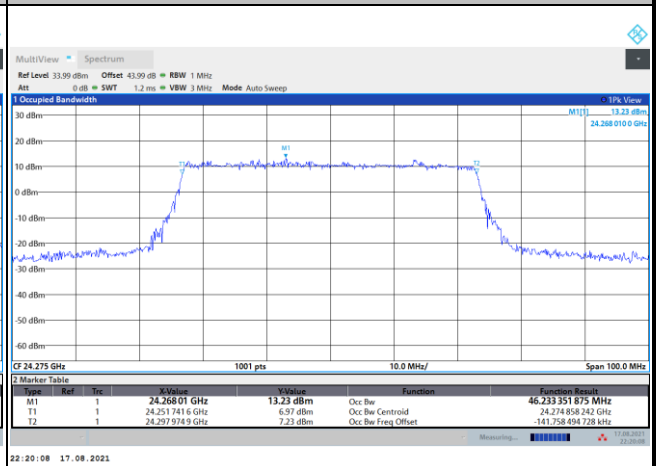 MultiView Spectrum
Ref Level 33.99 dBm Offset 43.99 dB RBW 1 MHz
Att 0 dB SWT 1.2 ms VBW 3 MHz Mode Auto Sweep
1 Occupied Bandwidth 1Pk View
M1[1] 13.23 dBm
24.268 010 0 GHz
30 dBm
20 dBm
M1
T1 T2
10 dBm
0 dBm
-10 dBm
-20 dBm
-30 dBm
-40 dBm
-50 dBm
-60 dBm
CF 24.275 GHz 1001 pts 10.0 MHz/ Span 100.0 MHz
2 Marker Table
Type Ref Trc X-Value Y-Value Function Function Result
M1 1 24.26801 GHz 13.23 dBm Occ Bw 46.233 351 875 MHz
T1 1 24.251 741 6 GHz 6.97 dBm Occ Bw Centroid 24.274 858 242 GHz
T2 1 24.297 974 9 GHz 7.23 dBm Occ Bw Freq Offset -141.758 494 728 kHz
Measuring... 17.08.2021
22:20:08
22:20:08 17.08.2021